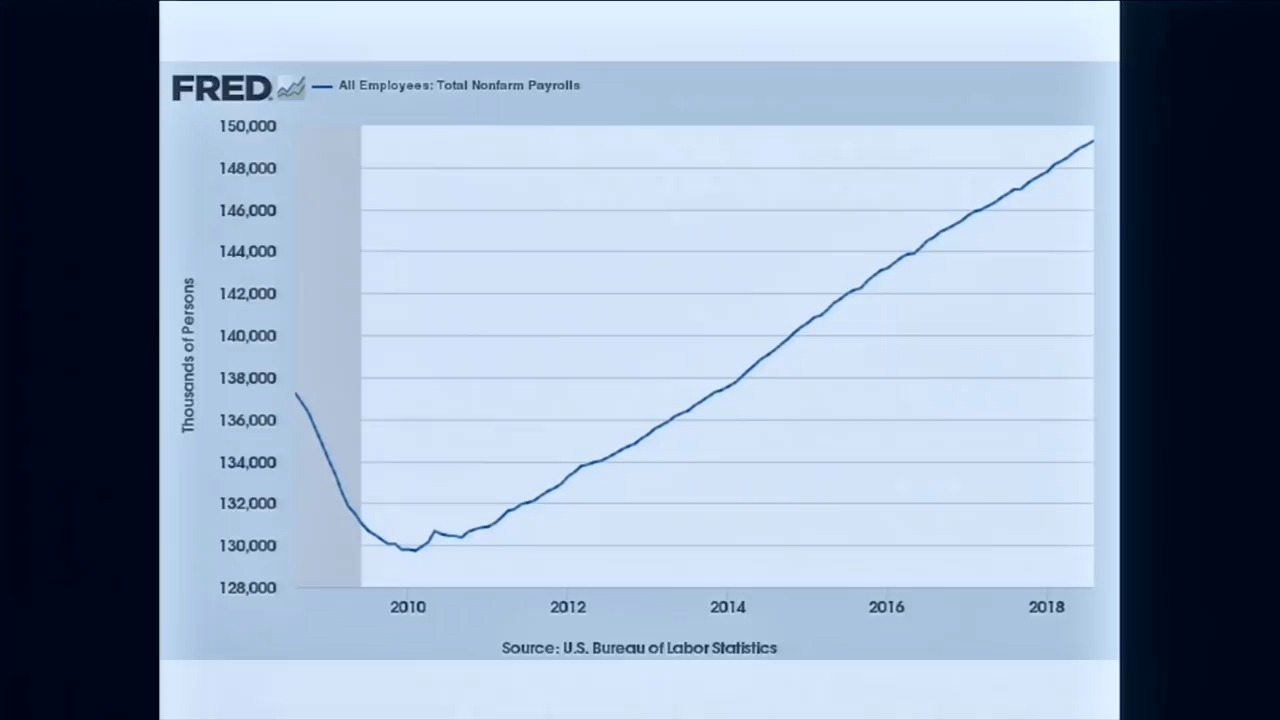 FRED
All Employees: Total Nonfarm Payrolls
150,000
148,000
146,000
144,000
142,000
140,000
138,000
136,000
134,000
132,000
130,000
128,000
Thousands of Persons
2010 2012 2014 2016 2018
Source: U.S. Bureau of Labor Statistics